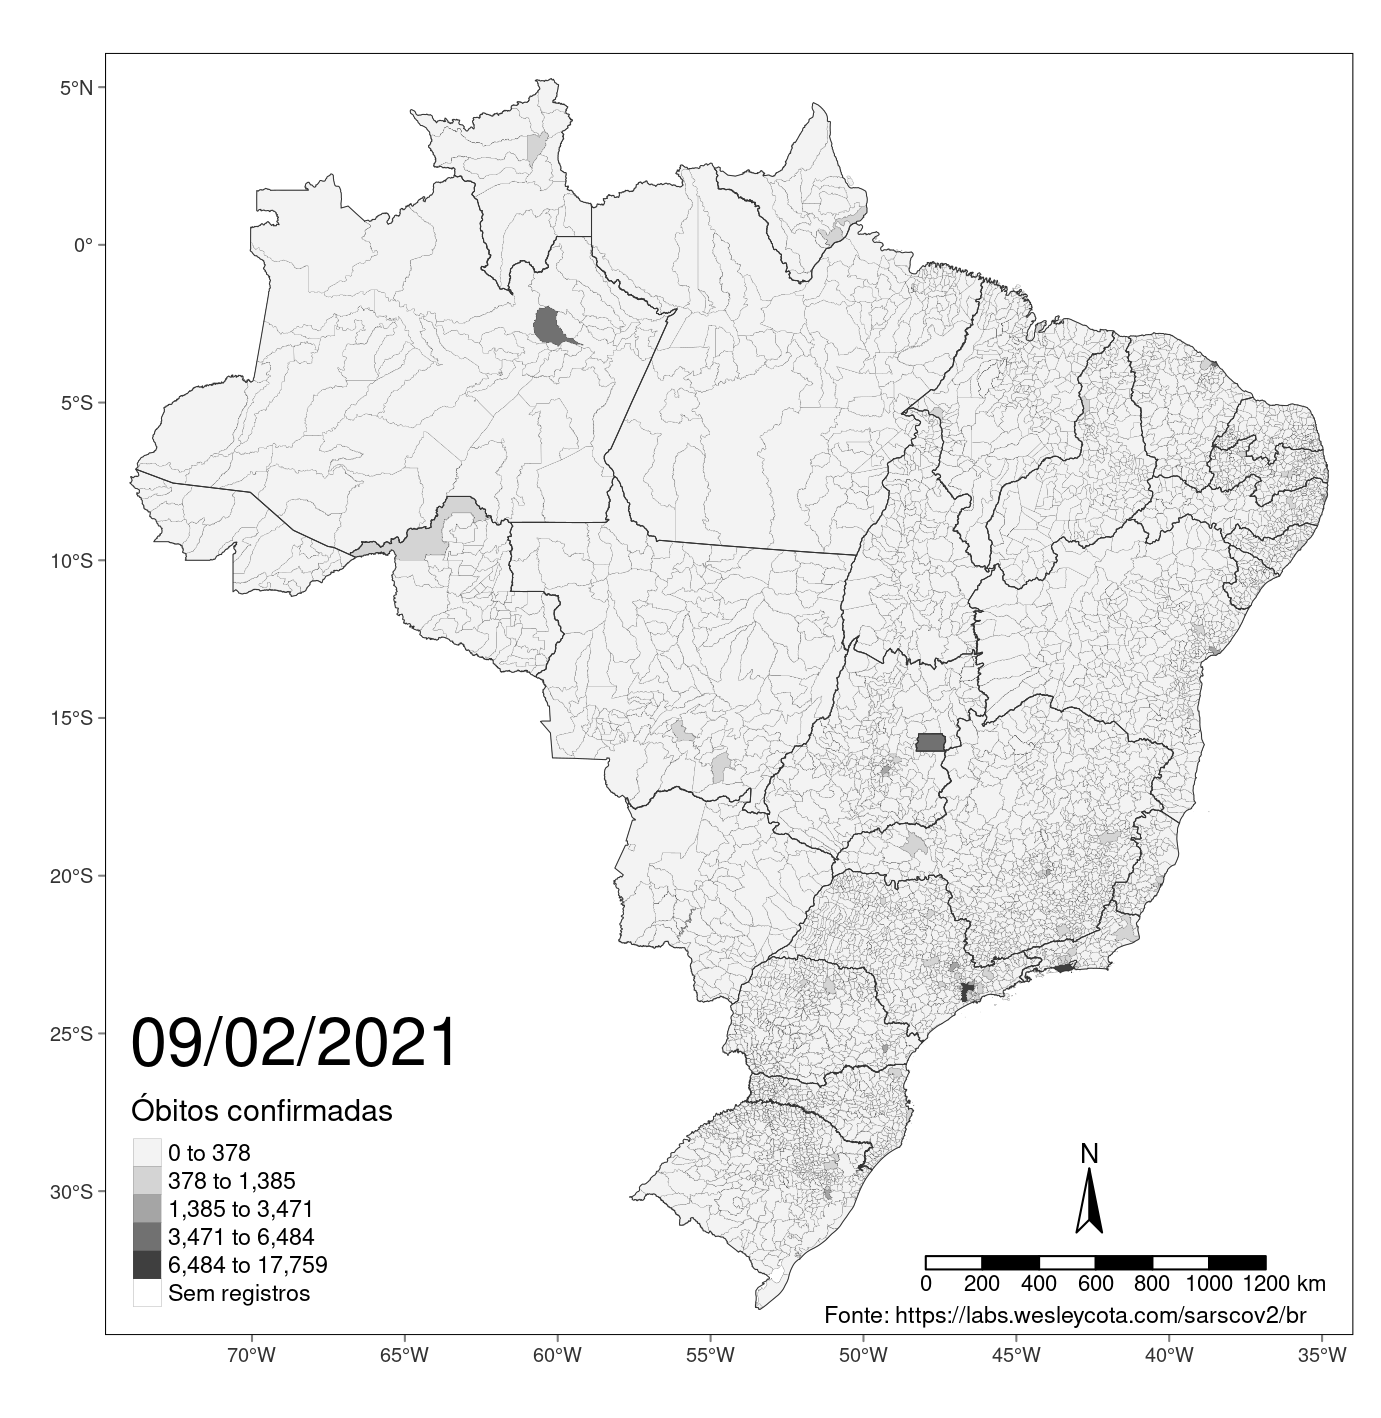 5°N
0°
5°S
10°S
15°S
20°S
25°S
30°S
09/02/2021
Óbitos confirmadas
0 to 378
378 to 1,385
1,385 to 3,471
3,471 to 6,484
6,484 to 17,759
Sem registros
N
0 200 400 600 800 1000 1200 km
Fonte: https://labs.wesleycota.com/sarscov2/br
70°W 65°W 60°W 55°W 50°W 45°W 40°W 35°W